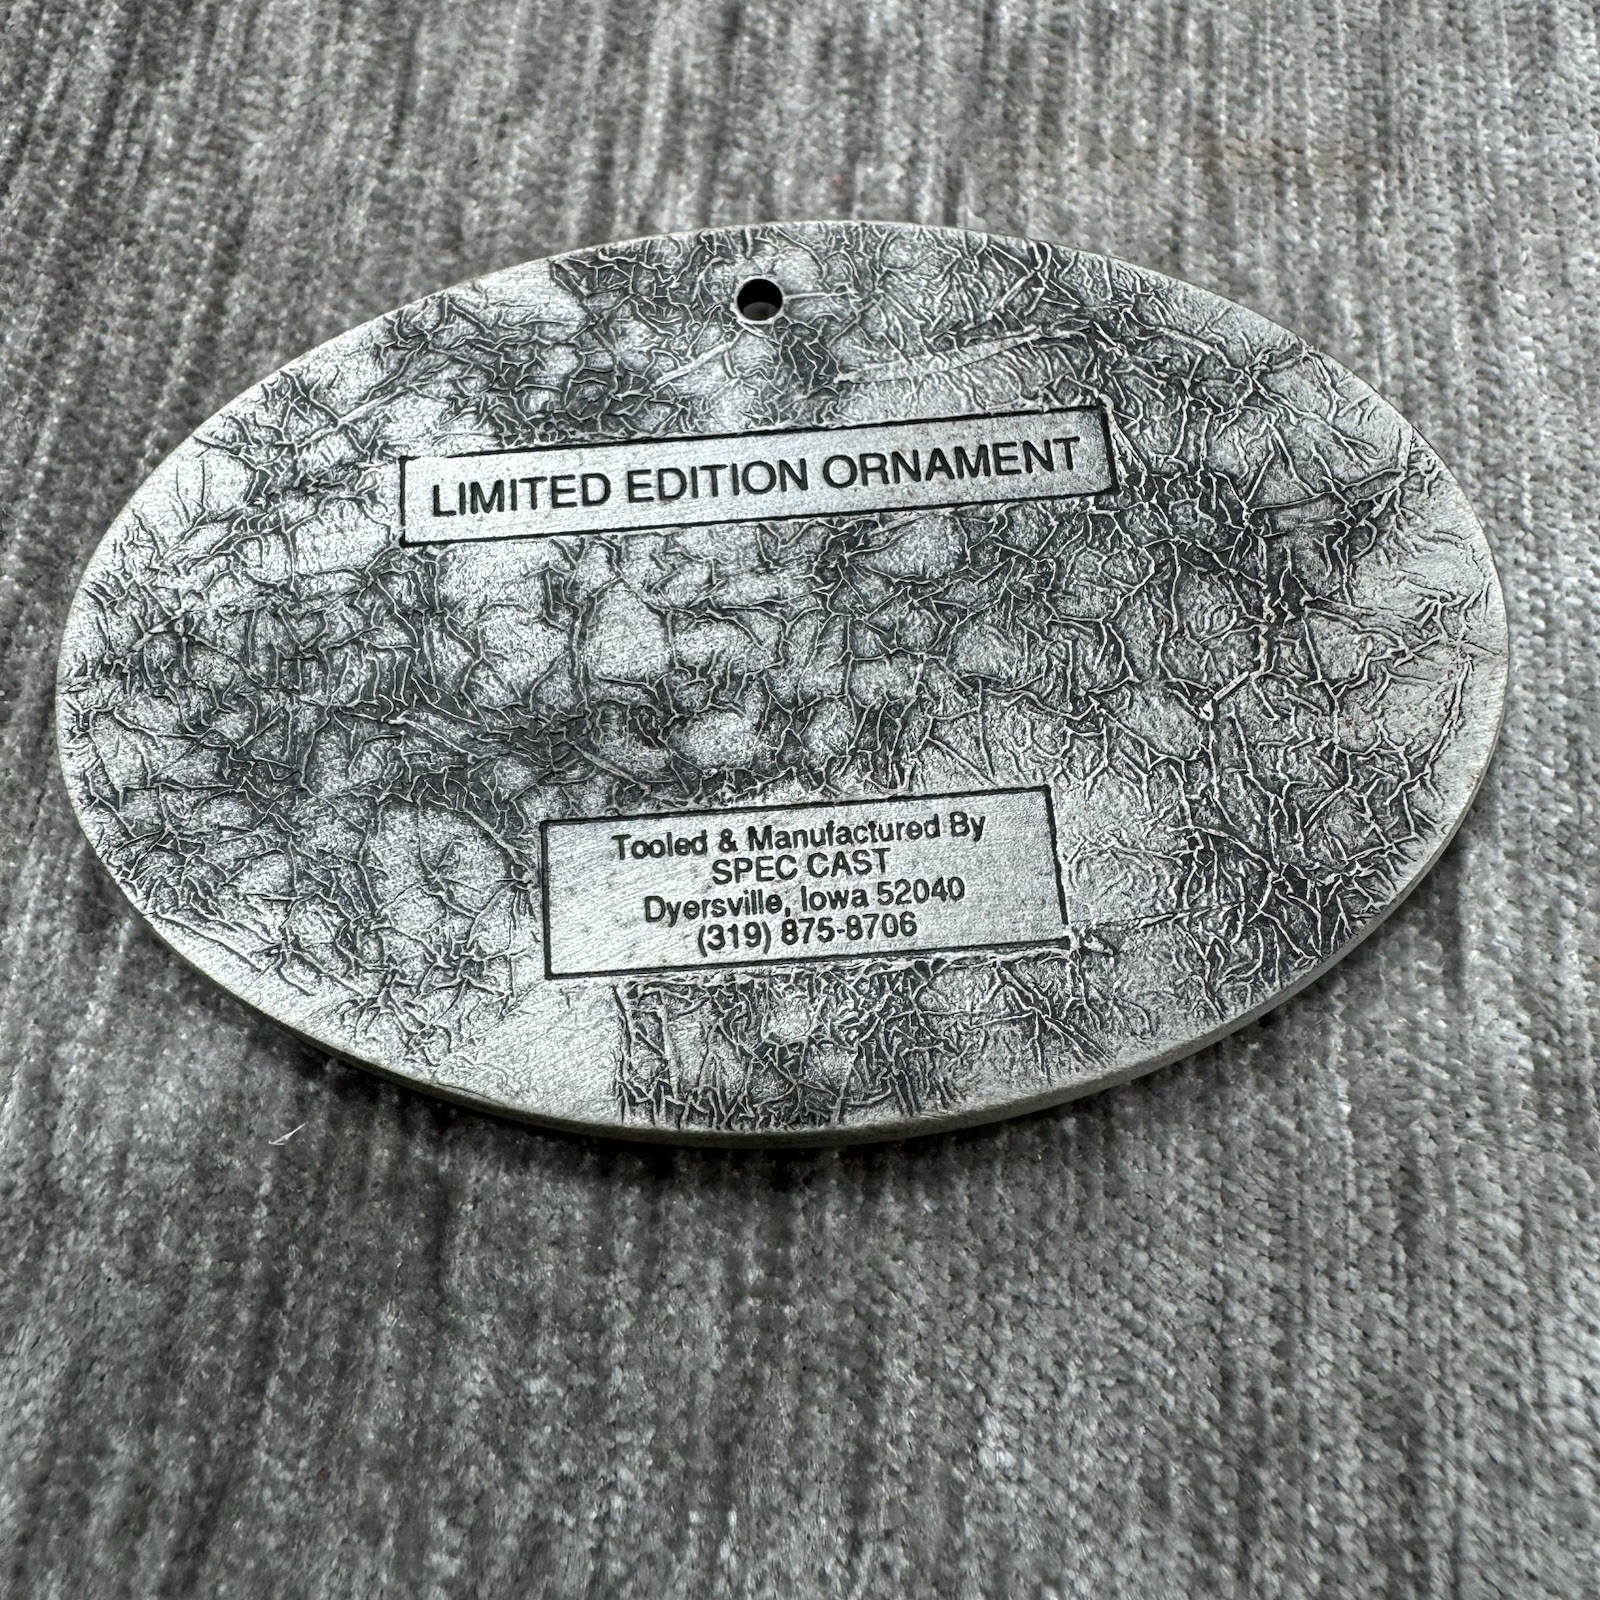 LIMITED EDITION ORNAMENT
Tooled & Manufactured By
SPEC CAST
Dyersville, Iowa 52040
(319) 875-8706